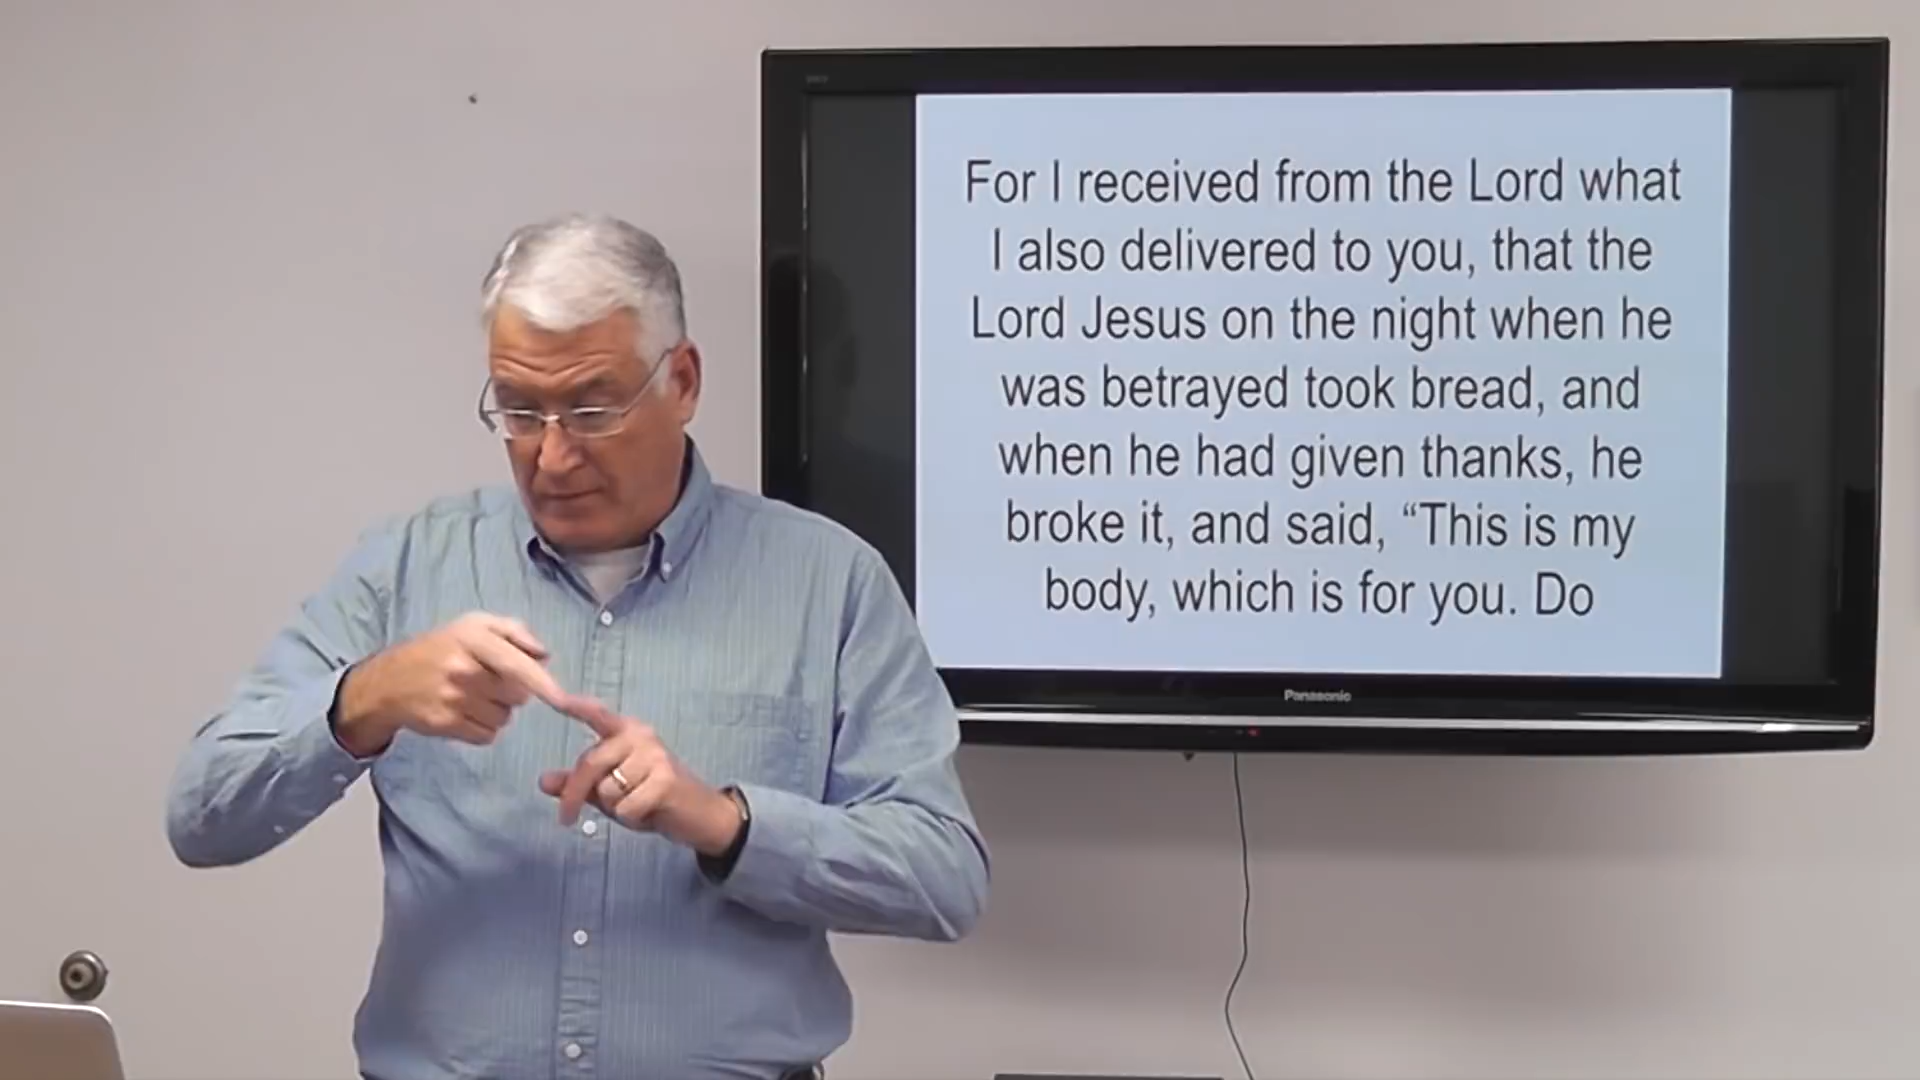 For I received from the Lord what
I also delivered to you, that the
Lord Jesus on the night when he
was betrayed took bread, and
when he had given thanks, he
broke it, and said, “This is my
body, which is for you. Do
Panasonic